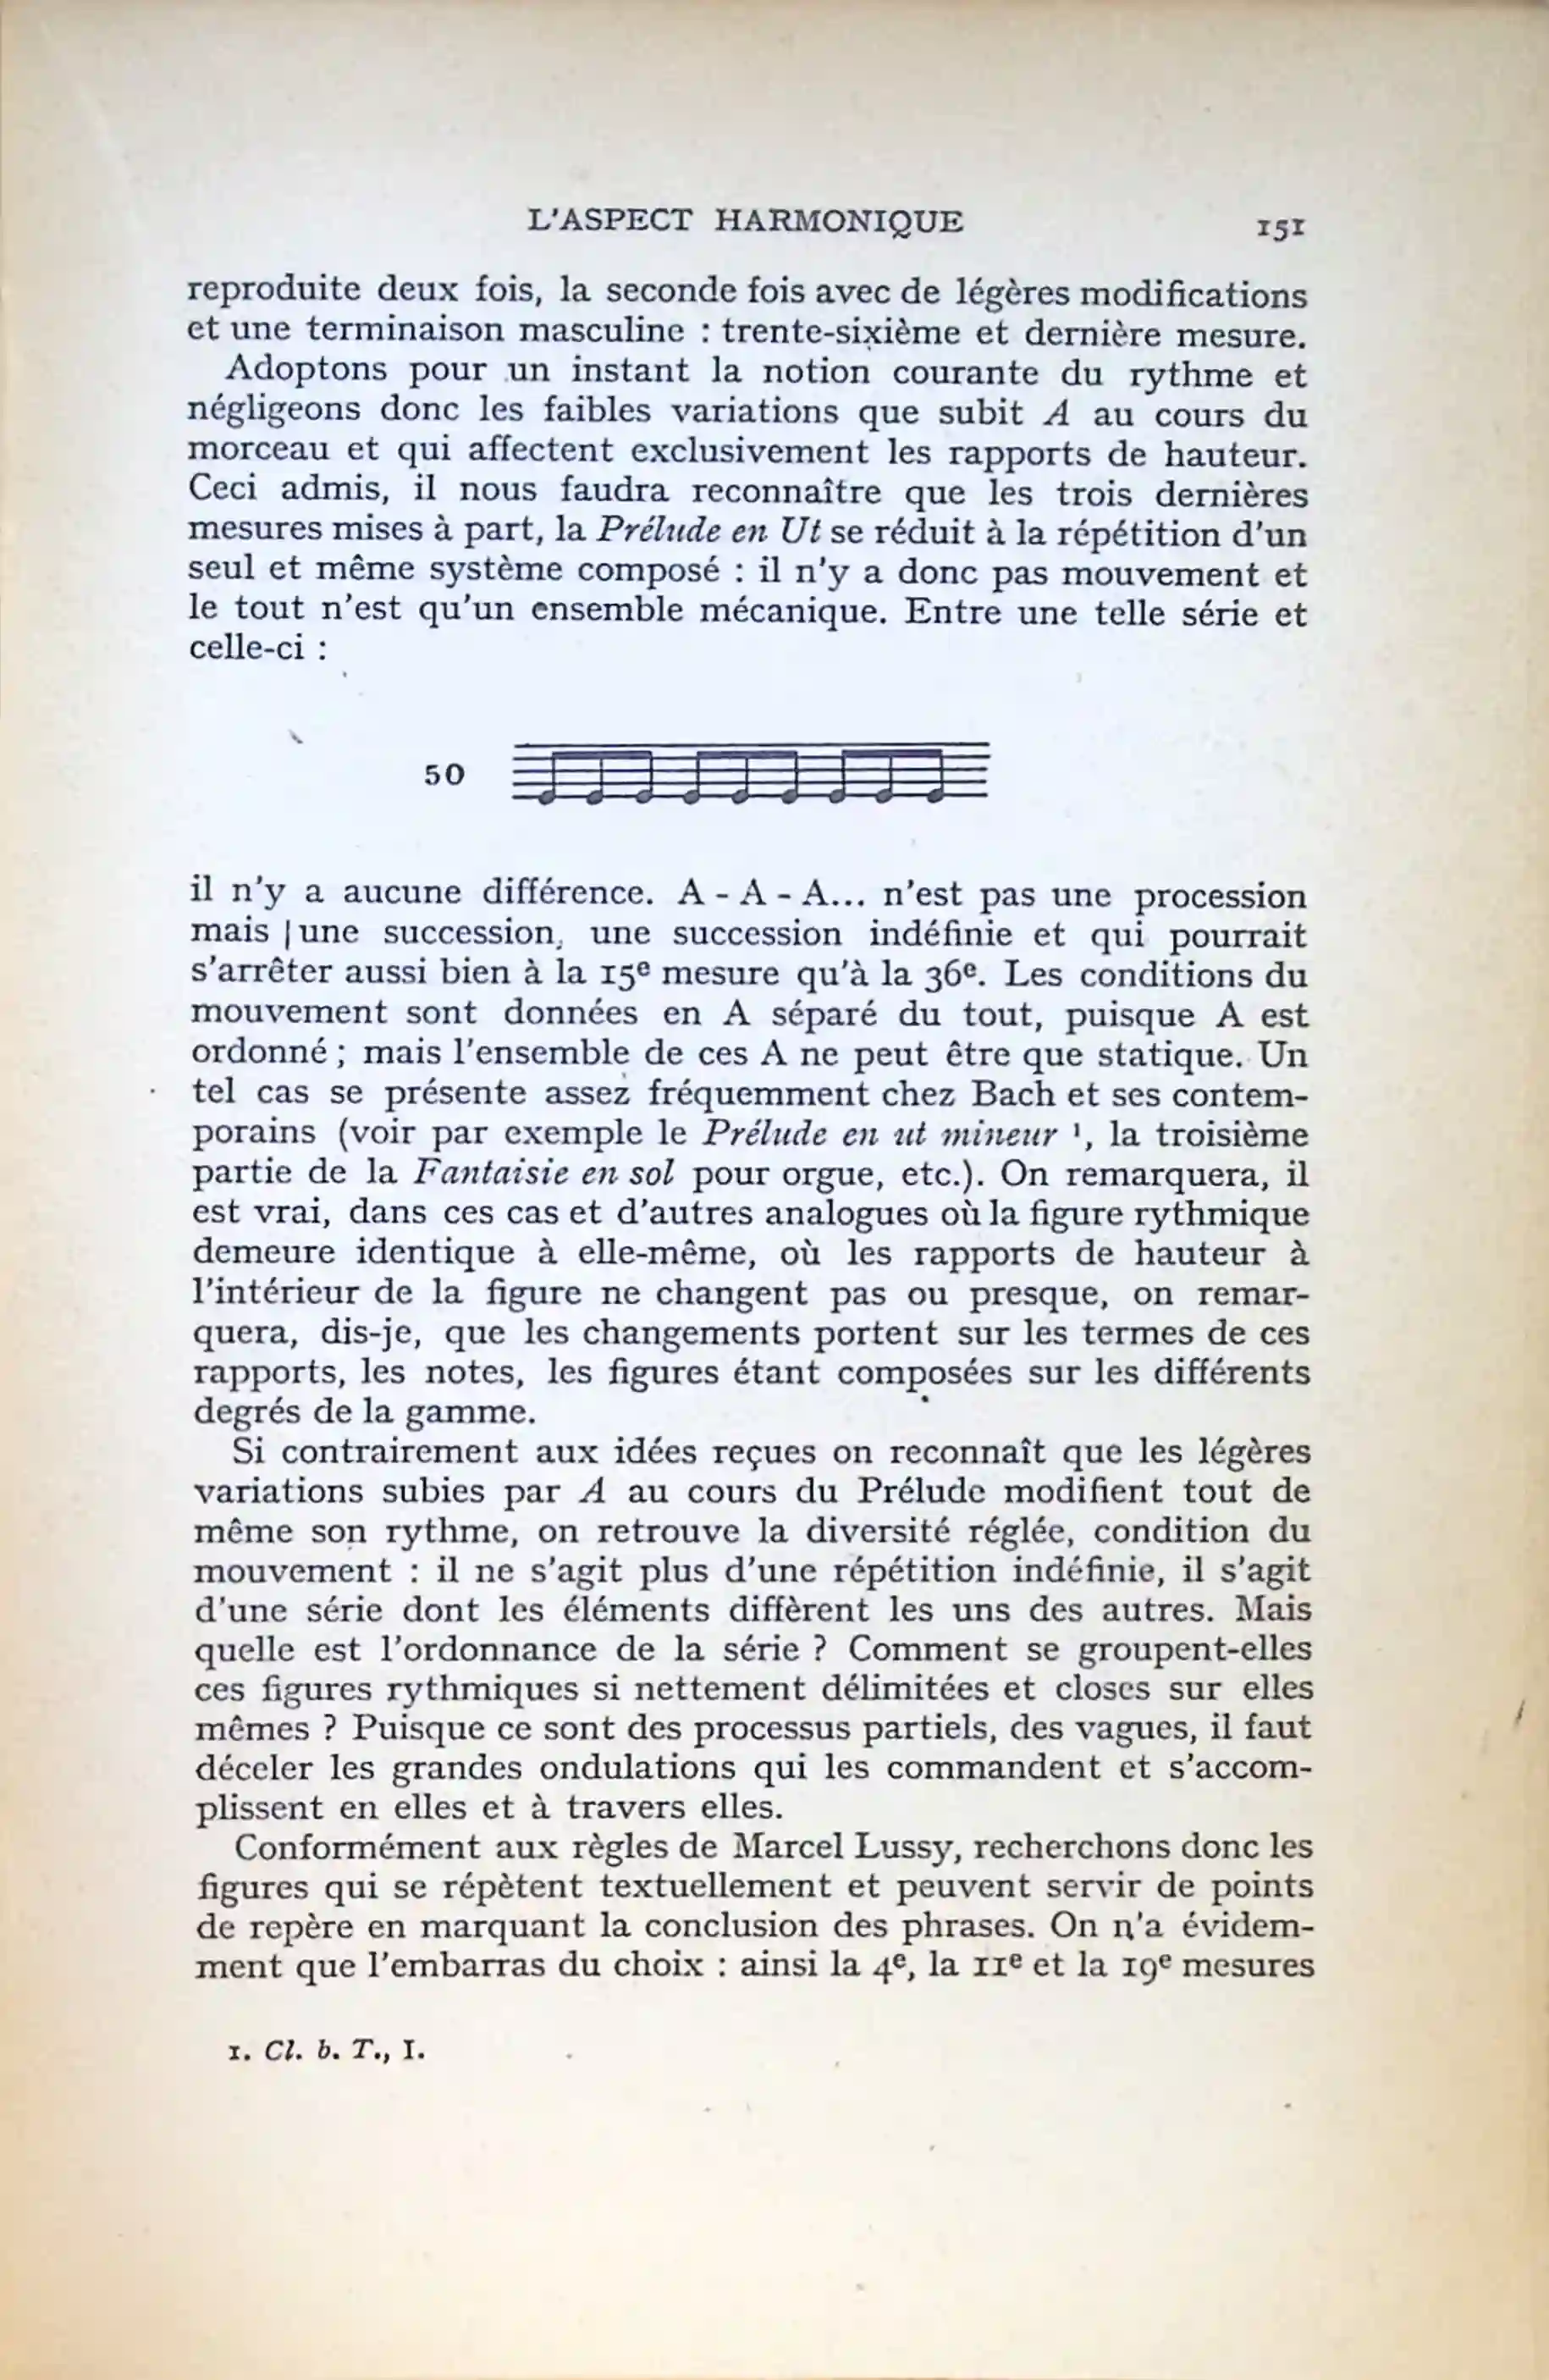 L'ASPECT HARMONIQUE 151
reproduite deux fois, la seconde fois avec de légères modifications
et une terminaison masculine : trente-sixième et dernière mesure.
Adoptons pour un instant la notion courante du rythme et
négligeons donc les faibles variations que subit A au cours du
morceau et qui affectent exclusivement les rapports de hauteur.
Ceci admis, il nous faudra reconnaître que les trois dernières
mesures mises à part, la Prélude en Ut se réduit à la répétition d'un
seul et même système composé : il n'y a donc pas mouvement et
le tout n'est qu'un ensemble mécanique. Entre une telle série et
celle-ci :
50
il n'y a aucune différence. A - A - A... n'est pas une procession
mais | une succession, une succession indéfinie et qui pourrait
s'arrêter aussi bien à la 15e mesure qu'à la 36e. Les conditions du
mouvement sont données en A séparé du tout, puisque A est
ordonné ; mais l'ensemble de ces A ne peut être que statique. Un
tel cas se présente assez fréquemment chez Bach et ses contem-
porains (voir par exemple le Prélude en ut mineur ¹, la troisième
partie de la Fantaisie en sol pour orgue, etc.). On remarquera, il
est vrai, dans ces cas et d'autres analogues où la figure rythmique
demeure identique à elle-même, où les rapports de hauteur à
l'intérieur de la figure ne changent pas ou presque, on remar-
quera, dis-je, que les changements portent sur les termes de ces
rapports, les notes, les figures étant composées sur les différents
degrés de la gamme.
Si contrairement aux idées reçues on reconnaît que les légères
variations subies par A au cours du Prélude modifient tout de
même son rythme, on retrouve la diversité réglée, condition du
mouvement : il ne s'agit plus d'une répétition indéfinie, il s'agit
d'une série dont les éléments diffèrent les uns des autres. Mais
quelle est l'ordonnance de la série ? Comment se groupent-elles
ces figures rythmiques si nettement délimitées et closes sur elles
mêmes ? Puisque ce sont des processus partiels, des vagues, il faut
déceler les grandes ondulations qui les commandent et s'accom-
plissent en elles et à travers elles.
Conformément aux règles de Marcel Lussy, recherchons donc les
figures qui se répètent textuellement et peuvent servir de points
de repère en marquant la conclusion des phrases. On n'a évidem-
ment que l'embarras du choix : ainsi la 4e, la 11e et la 19e mesures
1. Cl. b. T., I.